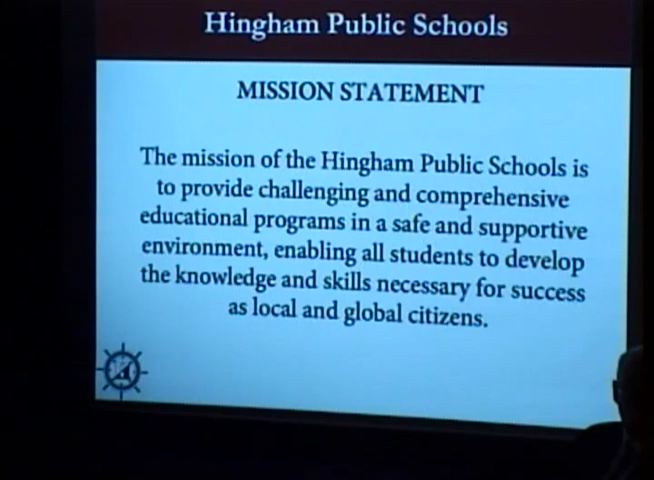 Hingham Public Schools
MISSION STATEMENT
The mission of the Hingham Public Schools is
to provide challenging and comprehensive
educational programs in a safe and supportive
environment, enabling all students to develop
the knowledge and skills necessary for success
as local and global citizens.